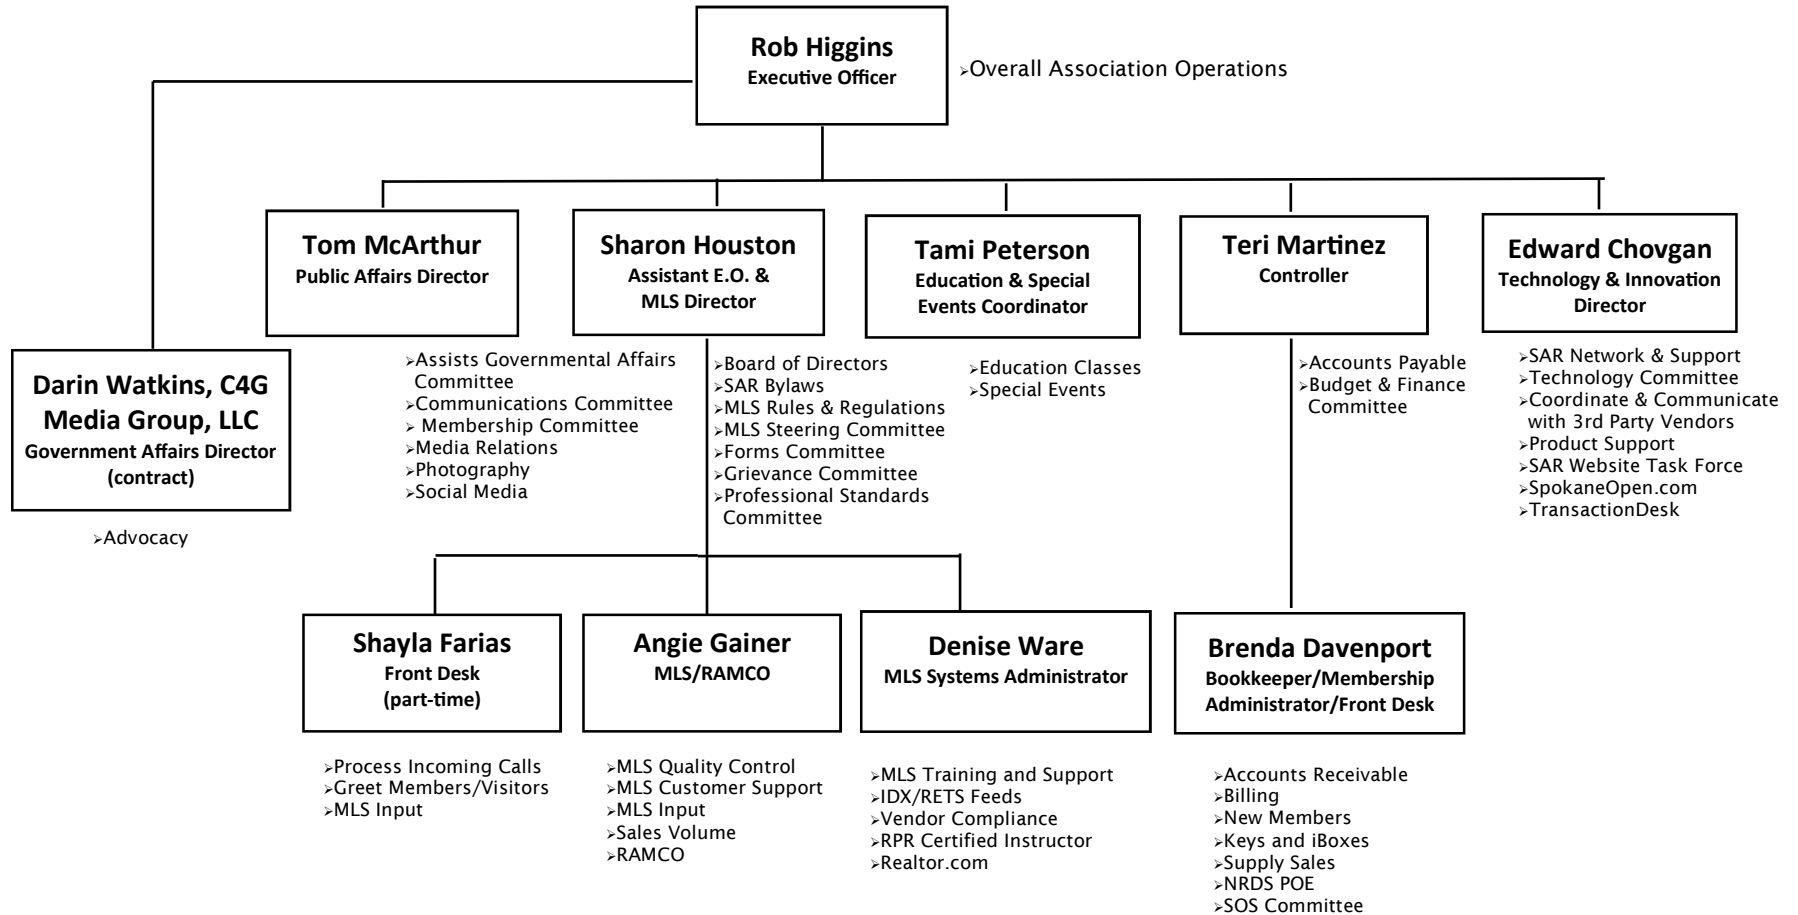 Rob Higgins
Executive Officer
➢Overall Association Operations
Tom McArthur
Public Affairs Director
➢Assists Governmental Affairs
Committee
➢Communications Committee
➢ Membership Committee
➢Media Relations
➢Photography
➢Social Media
Sharon Houston
Assistant E.O. &
MLS Director
➢Board of Directors
➢SAR Bylaws
➢MLS Rules & Regulations
➢MLS Steering Committee
➢Forms Committee
➢Grievance Committee
➢Professional Standards
Committee
Tami Peterson
Education & Special
Events Coordinator
➢Education Classes
➢Special Events
Teri Martinez
Controller
➢Accounts Payable
➢Budget & Finance
Committee
Edward Chovgan
Technology & Innovation
Director
➢SAR Network & Support
➢Technology Committee
➢Coordinate & Communicate
with 3rd Party Vendors
➢Product Support
➢SAR Website Task Force
➢SpokaneOpen.com
➢TransactionDesk
Darin Watkins, C4G
Media Group, LLC
Government Affairs Director
(contract)
➢Advocacy
Shayla Farias
Front Desk
(part-time)
➢Process Incoming Calls
➢Greet Members/Visitors
➢MLS Input
Angie Gainer
MLS/RAMCO
➢MLS Quality Control
➢MLS Customer Support
➢MLS Input
➢Sales Volume
➢RAMCO
Denise Ware
MLS Systems Administrator
➢MLS Training and Support
➢IDX/RETS Feeds
➢Vendor Compliance
➢RPR Certified Instructor
➢Realtor.com
Brenda Davenport
Bookkeeper/Membership
Administrator/Front Desk
➢Accounts Receivable
➢Billing
➢New Members
➢Keys and iBoxes
➢Supply Sales
➢NRDS POE
➢SOS Committee